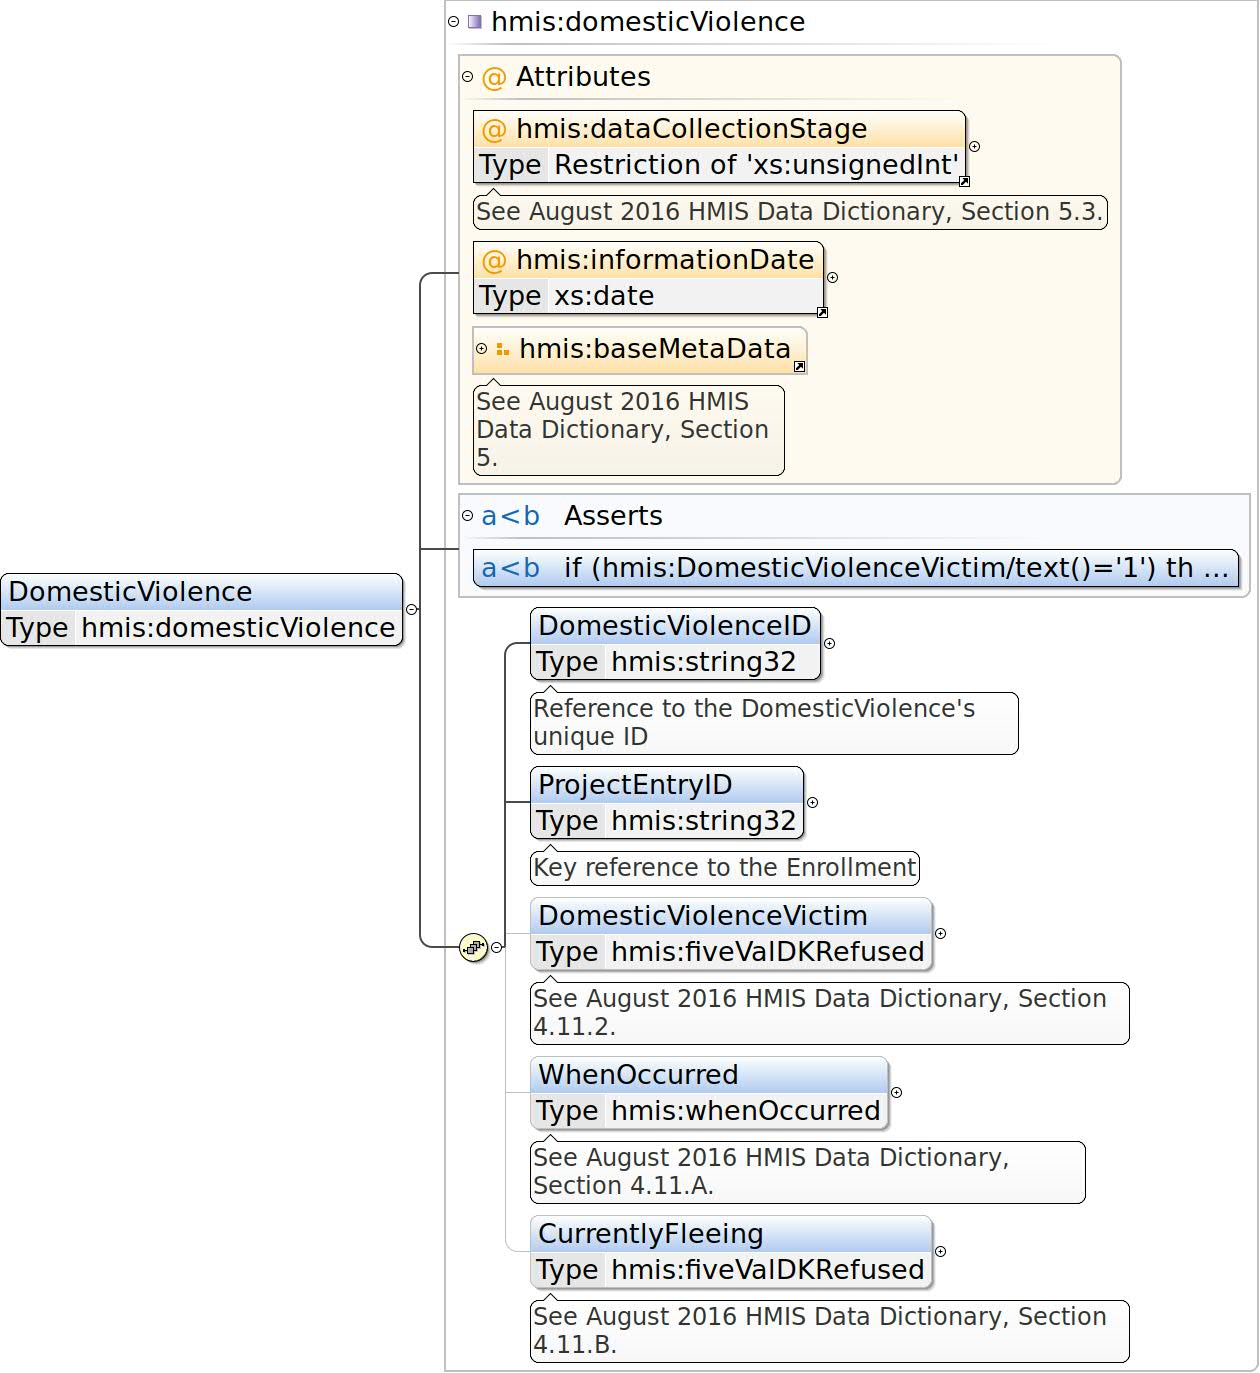 hmis:domesticViolence
@ Attributes
@ hmis:dataCollectionStage
Type Restriction of 'xs:unsignedInt'
See August 2016 HMIS Data Dictionary, Section 5.3.
@ hmis:informationDate
Type xs:date
hmis:baseMetaData
See August 2016 HMIS
Data Dictionary, Section
5.
a<b Asserts
a<b if (hmis:DomesticViolenceVictim/text()='1') th ...
DomesticViolence
Type hmis:domesticViolence
DomesticViolenceID
Type hmis:string32
Reference to the DomesticViolence's
unique ID
ProjectEntryID
Type hmis:string32
Key reference to the Enrollment
DomesticViolenceVictim
Type hmis:fiveValDKRefused
See August 2016 HMIS Data Dictionary, Section
4.11.2.
WhenOccurred
Type hmis:whenOccurred
See August 2016 HMIS Data Dictionary,
Section 4.11.A.
CurrentlyFleeing
Type hmis:fiveValDKRefused
See August 2016 HMIS Data Dictionary, Section
4.11.B.